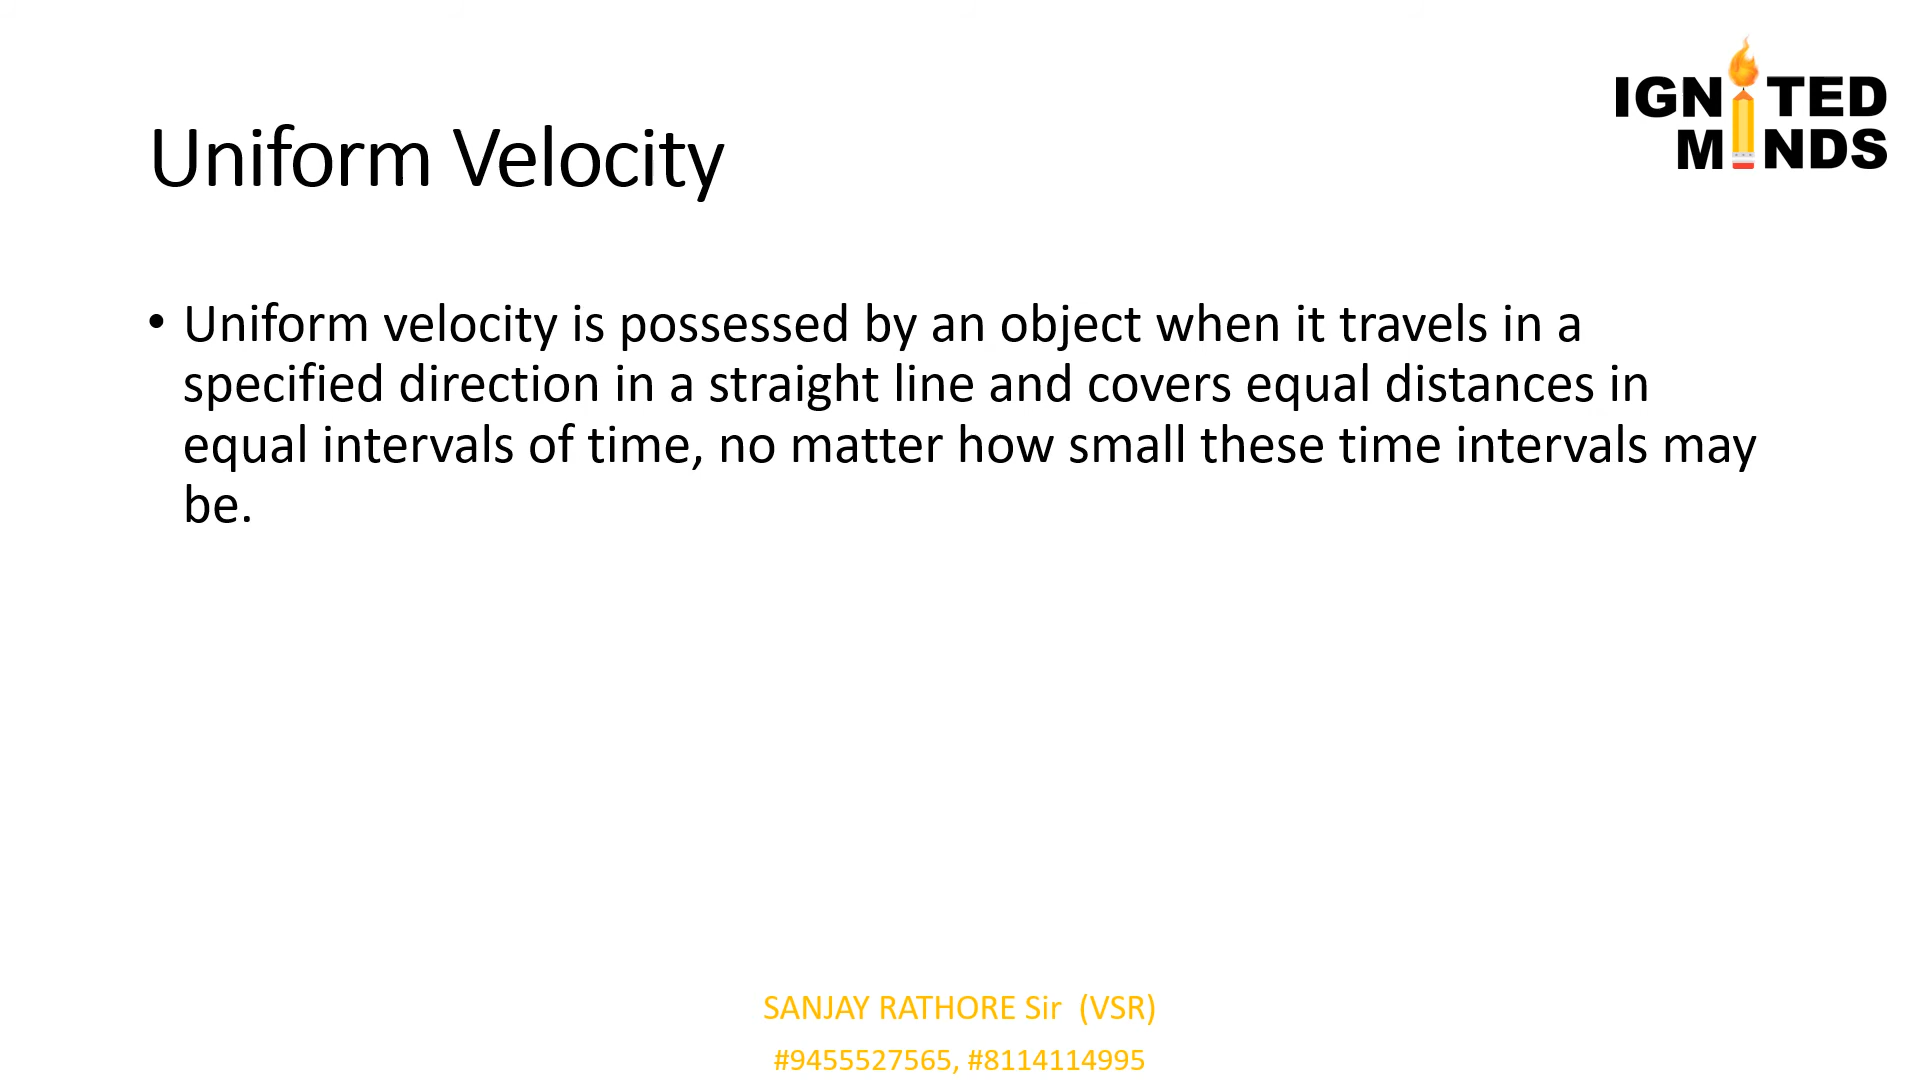 IGNITED
MINDS
Uniform Velocity
• Uniform velocity is possessed by an object when it travels in a
specified direction in a straight line and covers equal distances in
equal intervals of time, no matter how small these time intervals may
be.
SANJAY RATHORE Sir  (VSR)
#9455527565, #8114114995